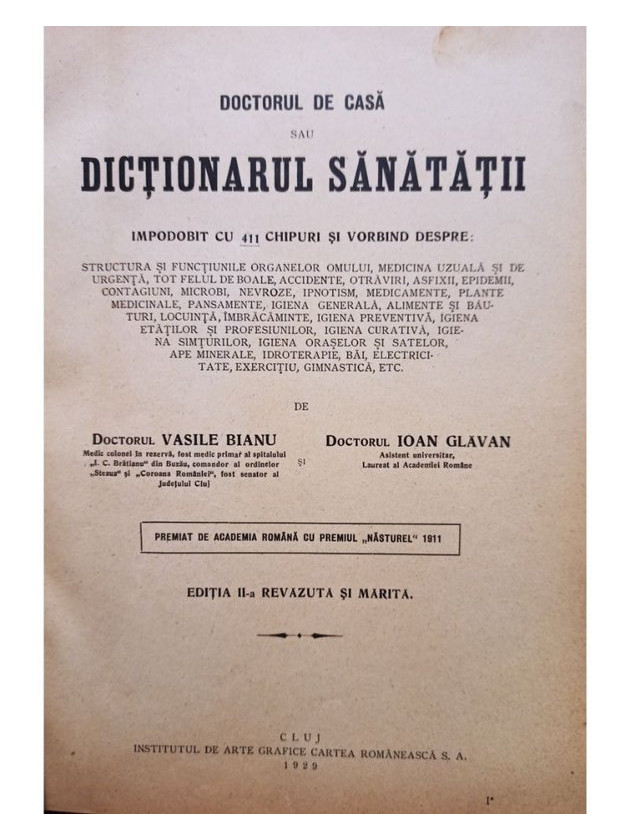 DOCTORUL DE CASĂ
SAU
DICȚIONARUL SĂNĂTĂȚII
IMPODOBIT CU 411 CHIPURI ȘI VORBIND DESPRE:
STRUCTURA ȘI FUNCȚIUNILE ORGANELOR OMULUI, MEDICINA UZUALĂ ȘI DE
URGENȚĂ, TOT FELUL DE BOALE, ACCIDENTE, OTRĂVIRI, ASFIXII, EPIDEMII,
CONTAGIUNI, MICROBI, NEVROZE, IPNOTISM, MEDICAMENTE, PLANTE
MEDICINALE, PANSAMENTE, IGIENA GENERALĂ, ALIMENTE ȘI BĂU-
TURI, LOCUINȚĂ, ÎMBRĂCĂMINTE, IGIENA PREVENTIVĂ, IGIENA
ETĂȚILOR ȘI PROFESIUNILOR, IGIENA CURATIVĂ, IGIE-
NA SIMȚURILOR, IGIENA ORAȘELOR ȘI SATELOR,
APE MINERALE, IDROTERAPIE, BĂI, ELECTRICI-
TATE, EXERCIȚIU, GIMNASTICĂ, ETC.
DE
DOCTORUL VASILE BIANU
Medic colonel în rezervă, fost medic primar al spitalului
„I. C. Brătianu" din Buzău, comandor al ordinelor
„Steaua" și „Coroana României", fost senator al
județului Cluj
ȘI
DOCTORUL IOAN GLĂVAN
Asistent universitar,
Laureat al Academiei Române
PREMIAT DE ACADEMIA ROMÂNĂ CU PREMIUL „NĂSTUREL" 1911
EDIȚIA II-a REVAZUTA ȘI MARITA.
CLUJ
INSTITUTUL DE ARTE GRAFICE CARTEA ROMÂNEASCĂ S. A.
1929
I*